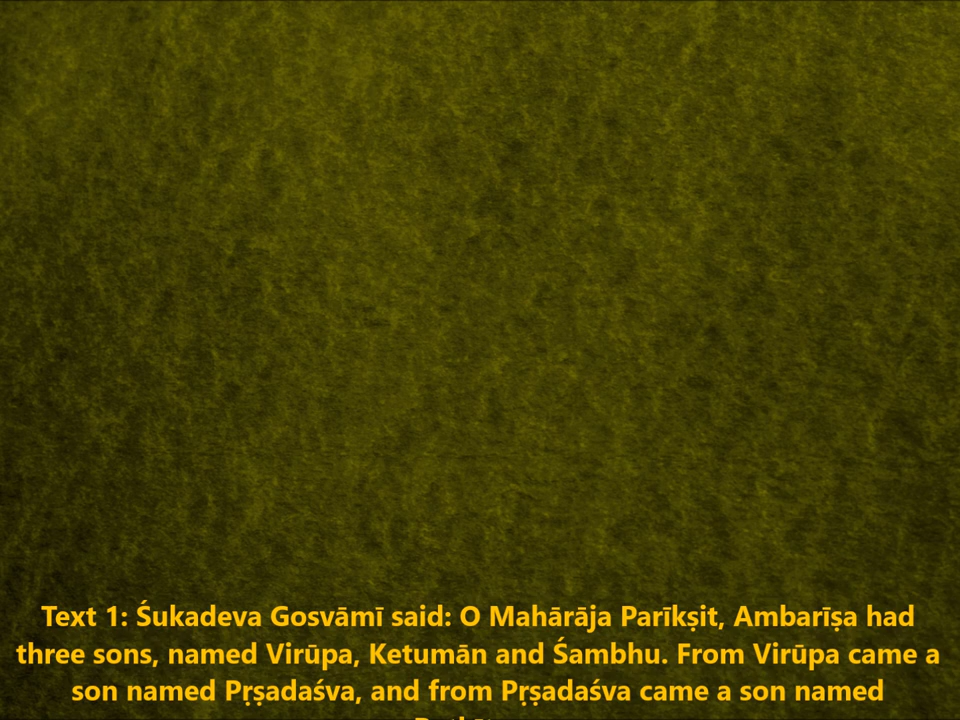 Text 1: Śukadeva Gosvāmī said: O Mahārāja Parīkṣit, Ambarīṣa had
three sons, named Virūpa, Ketumān and Śambhu. From Virūpa came a
son named Pṛṣadaśva, and from Pṛṣadaśva came a son named